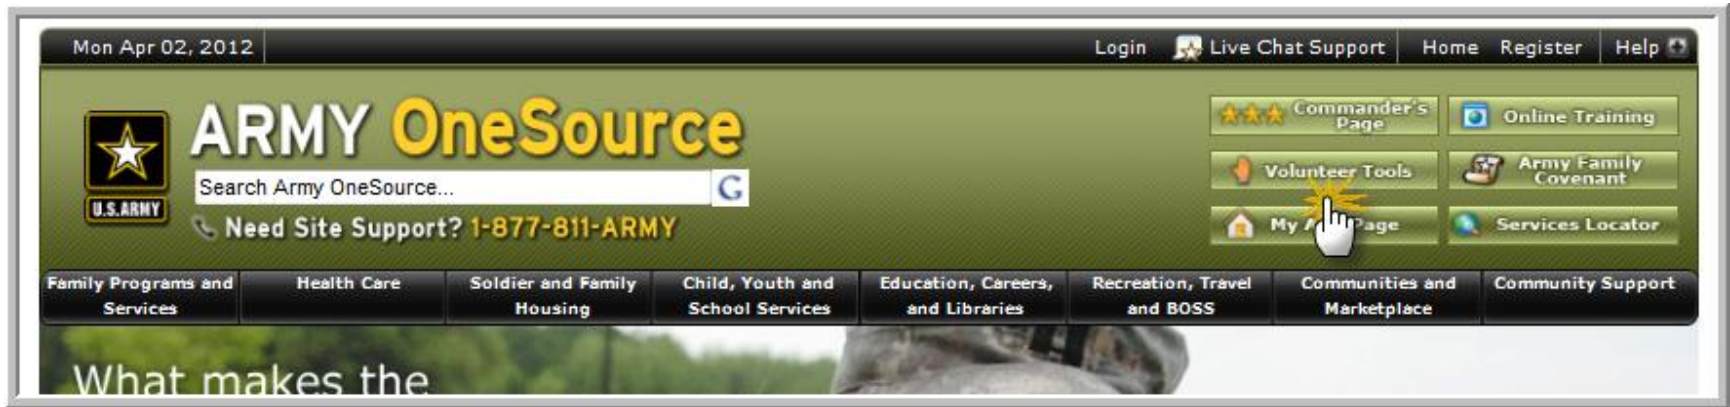 Mon Apr 02, 2012
Login Live Chat Support Home Register Help
ARMY OneSource
Search Army OneSource... G
Need Site Support? 1-877-811-ARMY
U.S.ARMY
Commander's
Page
Online Training
Volunteer Tools
Army Family
Covenant
My Page
Services Locator
Family Programs and
Services
Health Care
Soldier and Family
Housing
Child, Youth and
School Services
Education, Careers,
and Libraries
Recreation, Travel
and BOSS
Communities and
Marketplace
Community Support
What makes the